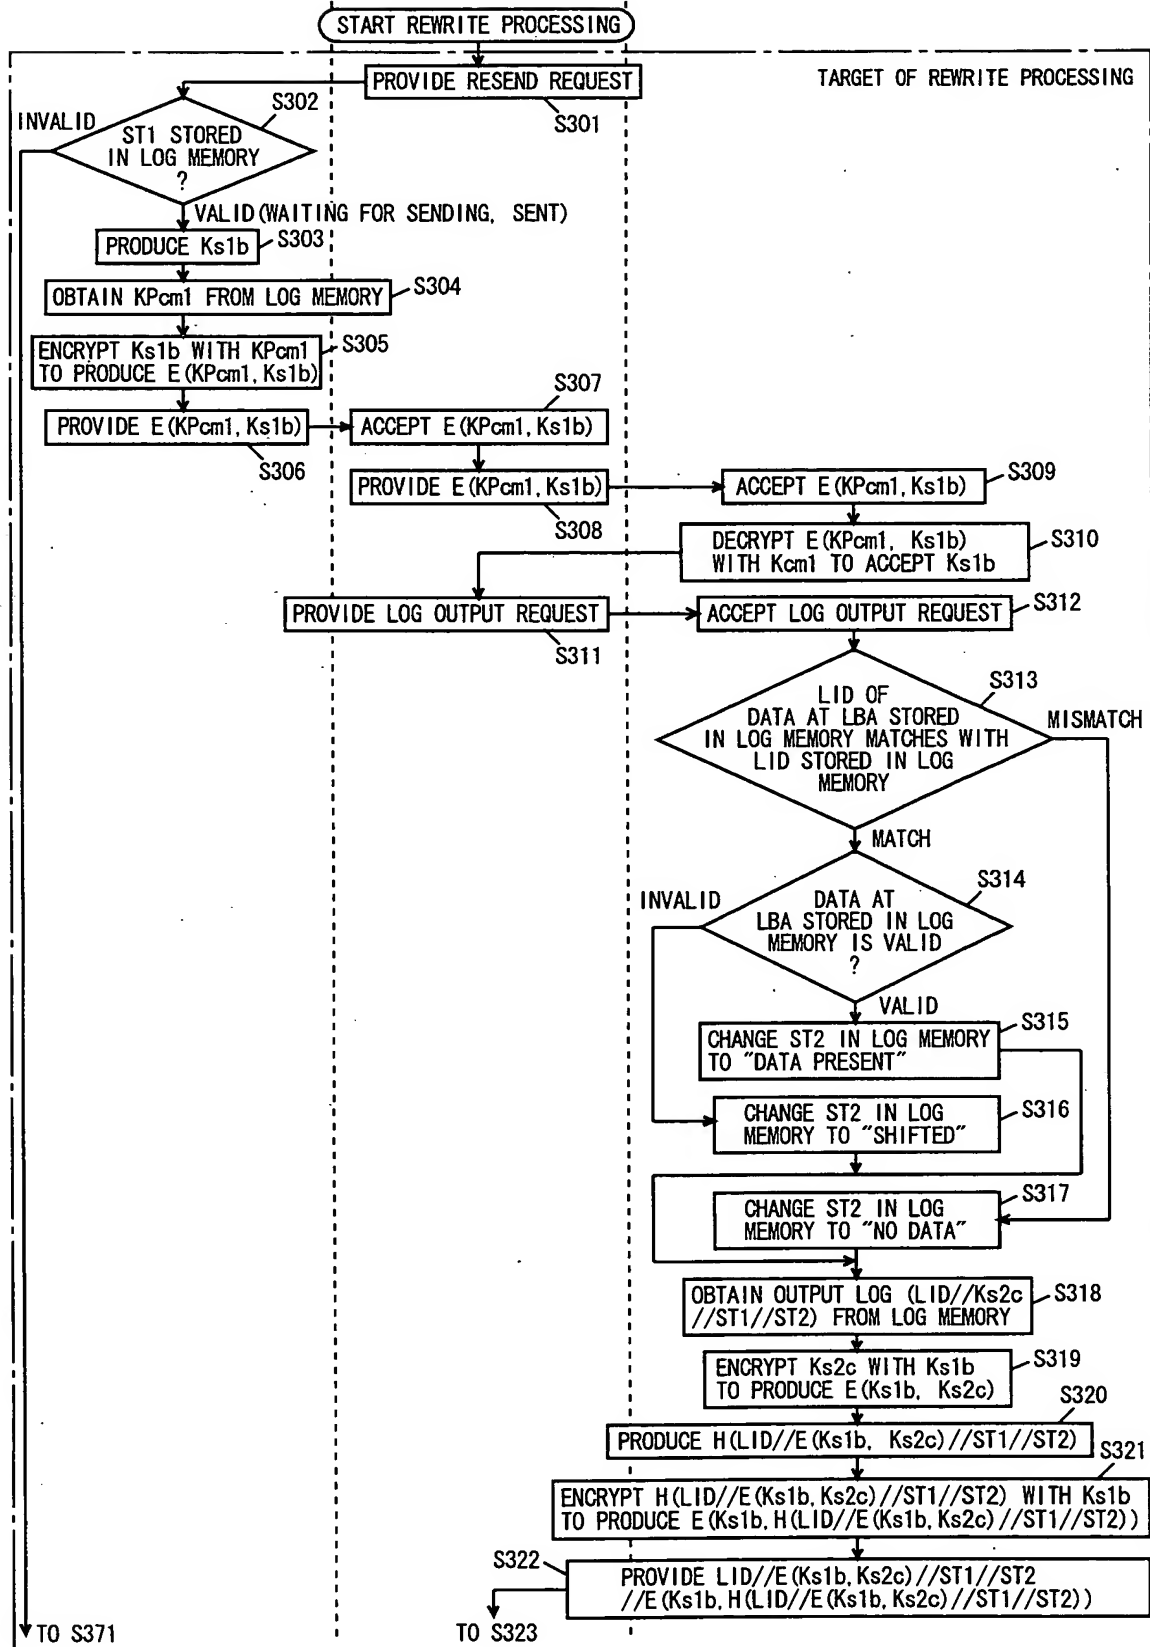 START REWRITE PROCESSING
PROVIDE RESEND REQUEST
TARGET OF REWRITE PROCESSING
S301
S302
INVALID
ST1 STORED
IN LOG MEMORY
?
VALID(WAITING FOR SENDING, SENT)
PRODUCE Ks1b
S303
OBTAIN KPcm1 FROM LOG MEMORY
S304
ENCRYPT Ks1b WITH KPcm1
TO PRODUCE E(KPcm1, Ks1b)
S305
S307
PROVIDE E(KPcm1, Ks1b)
ACCEPT E(KPcm1, Ks1b)
S306
PROVIDE E(KPcm1, Ks1b)
ACCEPT E(KPcm1, Ks1b)
S309
S308
DECRYPT E(KPcm1, Ks1b)
WITH Kcm1 TO ACCEPT Ks1b
S310
PROVIDE LOG OUTPUT REQUEST
ACCEPT LOG OUTPUT REQUEST
S312
S311
S313
LID OF
DATA AT LBA STORED
IN LOG MEMORY MATCHES WITH
LID STORED IN LOG
MEMORY
MISMATCH
MATCH
S314
INVALID
DATA AT
LBA STORED IN LOG
MEMORY IS VALID
?
VALID
CHANGE ST2 IN LOG MEMORY
TO "DATA PRESENT"
S315
CHANGE ST2 IN LOG
MEMORY TO "SHIFTED"
S316
S317
CHANGE ST2 IN LOG
MEMORY TO "NO DATA"
OBTAIN OUTPUT LOG (LID//Ks2c
//ST1//ST2) FROM LOG MEMORY
S318
ENCRYPT Ks2c WITH Ks1b
TO PRODUCE E(Ks1b, Ks2c)
S319
S320
PRODUCE H(LID//E(Ks1b, Ks2c)//ST1//ST2)
S321
ENCRYPT H(LID//E(Ks1b,Ks2c)//ST1//ST2) WITH Ks1b
TO PRODUCE E(Ks1b,H(LID//E(Ks1b,Ks2c)//ST1//ST2))
S322
PROVIDE LID//E(Ks1b,Ks2c)//ST1//ST2
//E(Ks1b,H(LID//E(Ks1b,Ks2c)//ST1//ST2))
TO S371
TO S323